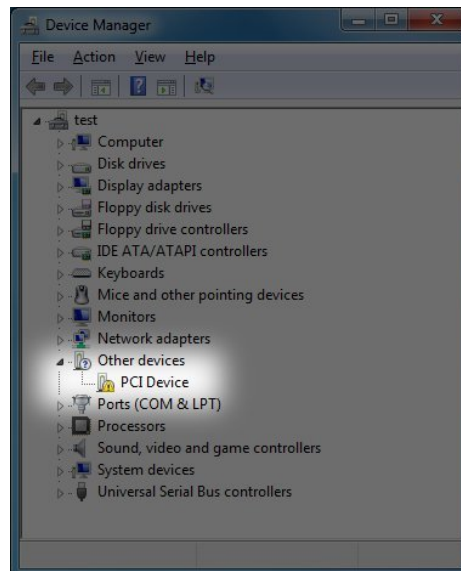 Device Manager
File Action View Help
test
Computer
Disk drives
Display adapters
Floppy disk drives
Floppy drive controllers
IDE ATA/ATAPI controllers
Keyboards
Mice and other pointing devices
Monitors
Network adapters
Other devices
PCI Device
Ports (COM & LPT)
Processors
Sound, video and game controllers
System devices
Universal Serial Bus controllers